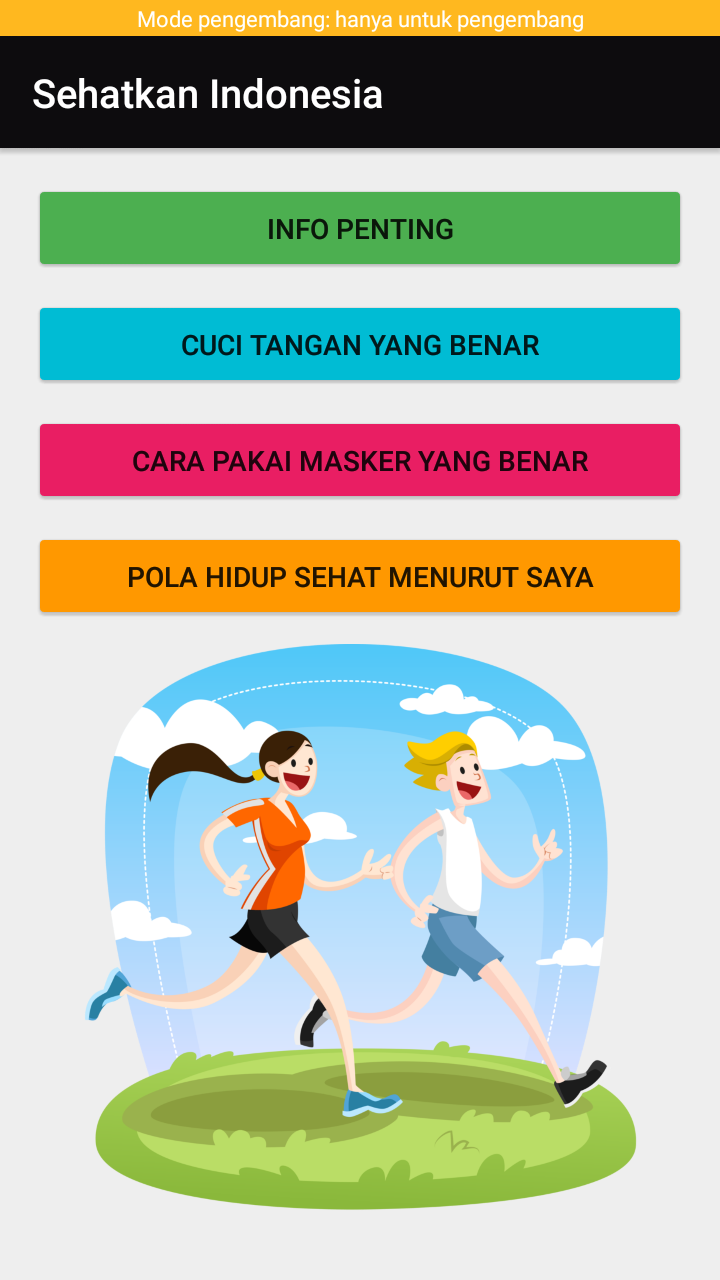 Mode pengembang: hanya untuk pengembang
Sehatkan Indonesia
INFO PENTING
CUCI TANGAN YANG BENAR
CARA PAKAI MASKER YANG BENAR
POLA HIDUP SEHAT MENURUT SAYA